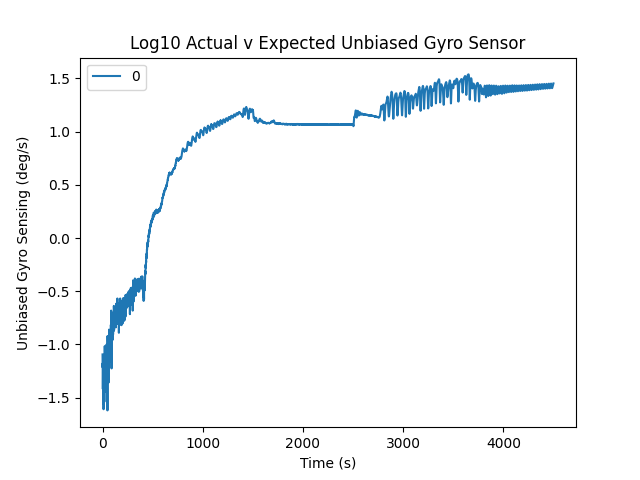 Log10 Actual v Expected Unbiased Gyro Sensor
0
1.5
1.0
0.5
0.0
−0.5
−1.0
−1.5
Unbiased Gyro Sensing (deg/s)
0 1000 2000 3000 4000
Time (s)